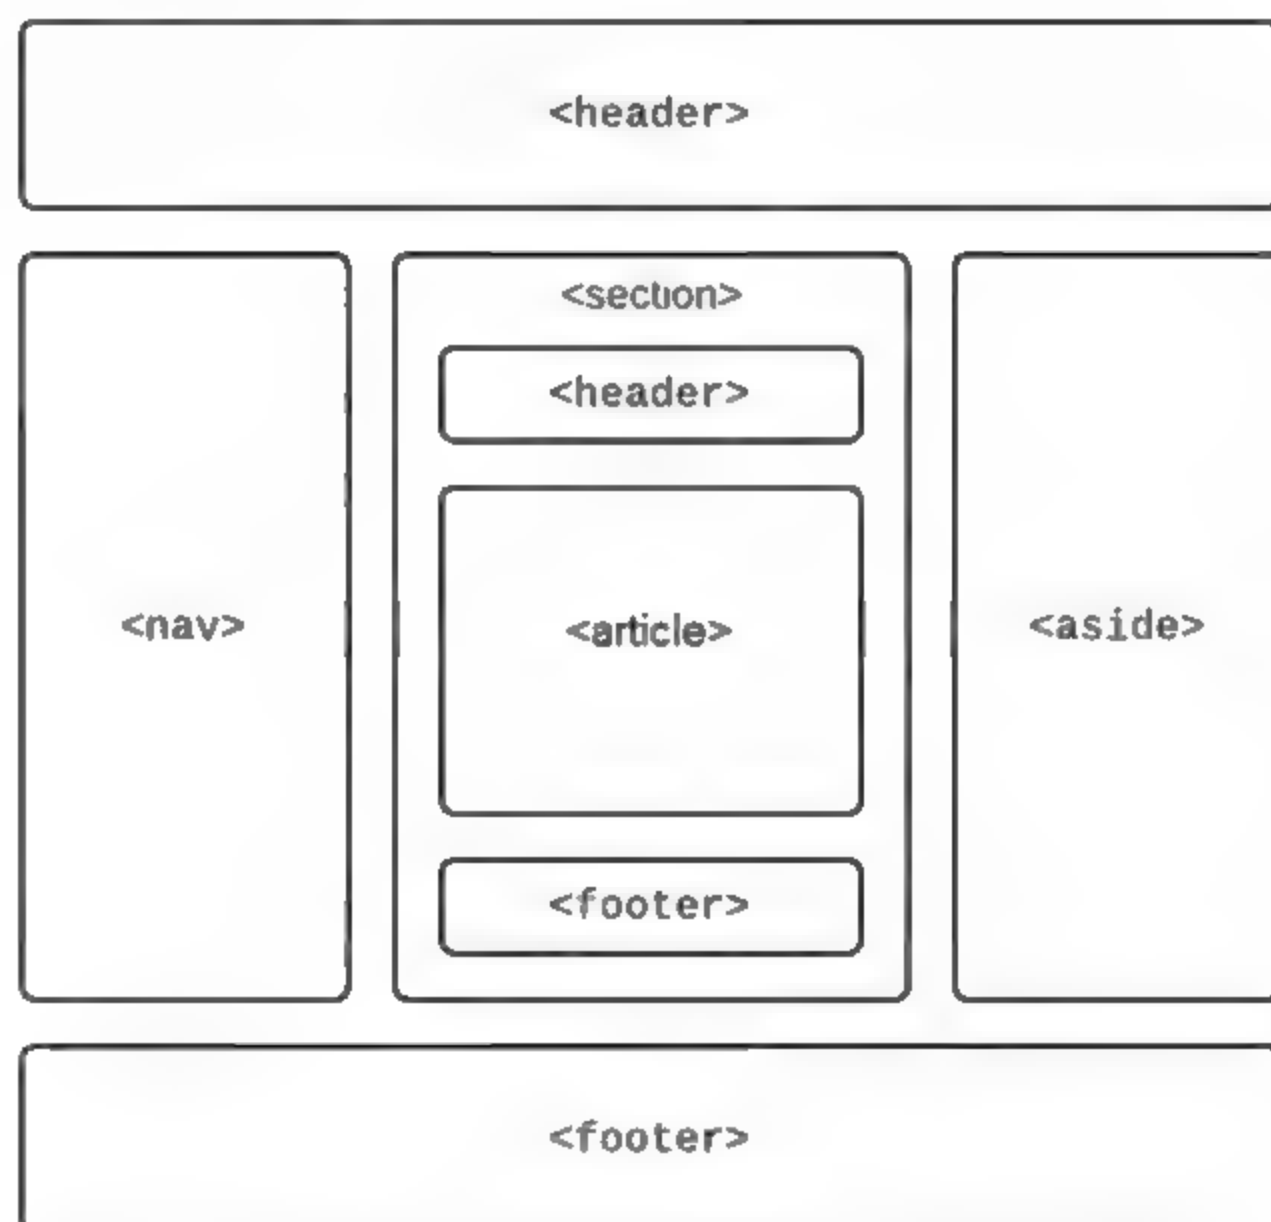 <header>
<section>
<header>
<nav>
<article>
<aside>
<footer>
<footer>